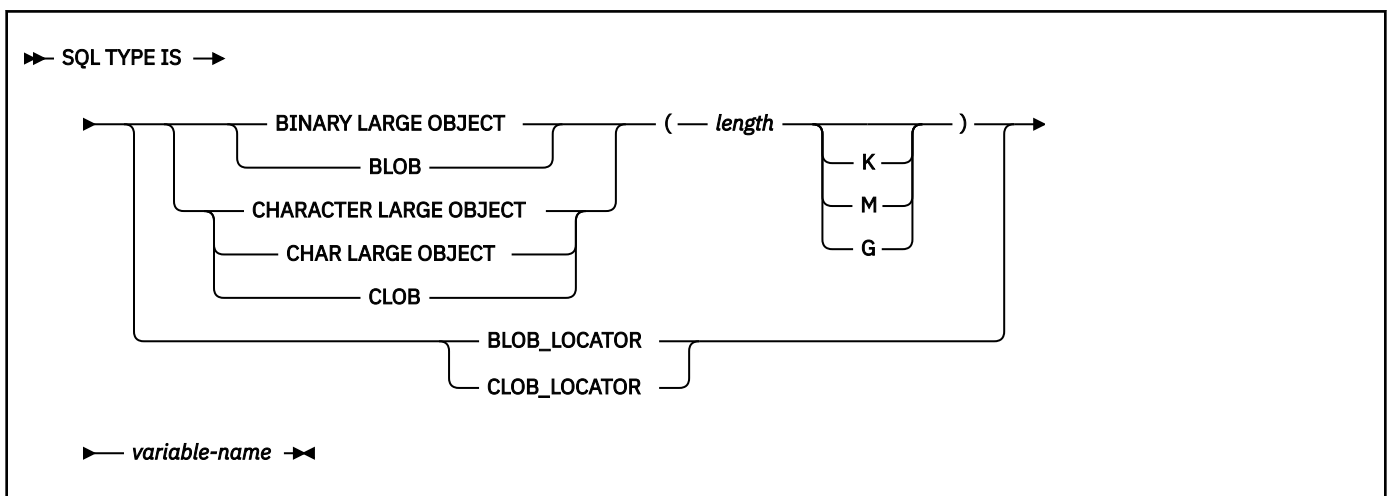 SQL TYPE IS
BINARY LARGE OBJECT ( length )
BLOB K
CHARACTER LARGE OBJECT M
CHAR LARGE OBJECT G
CLOB
BLOB_LOCATOR
CLOB_LOCATOR
variable-name